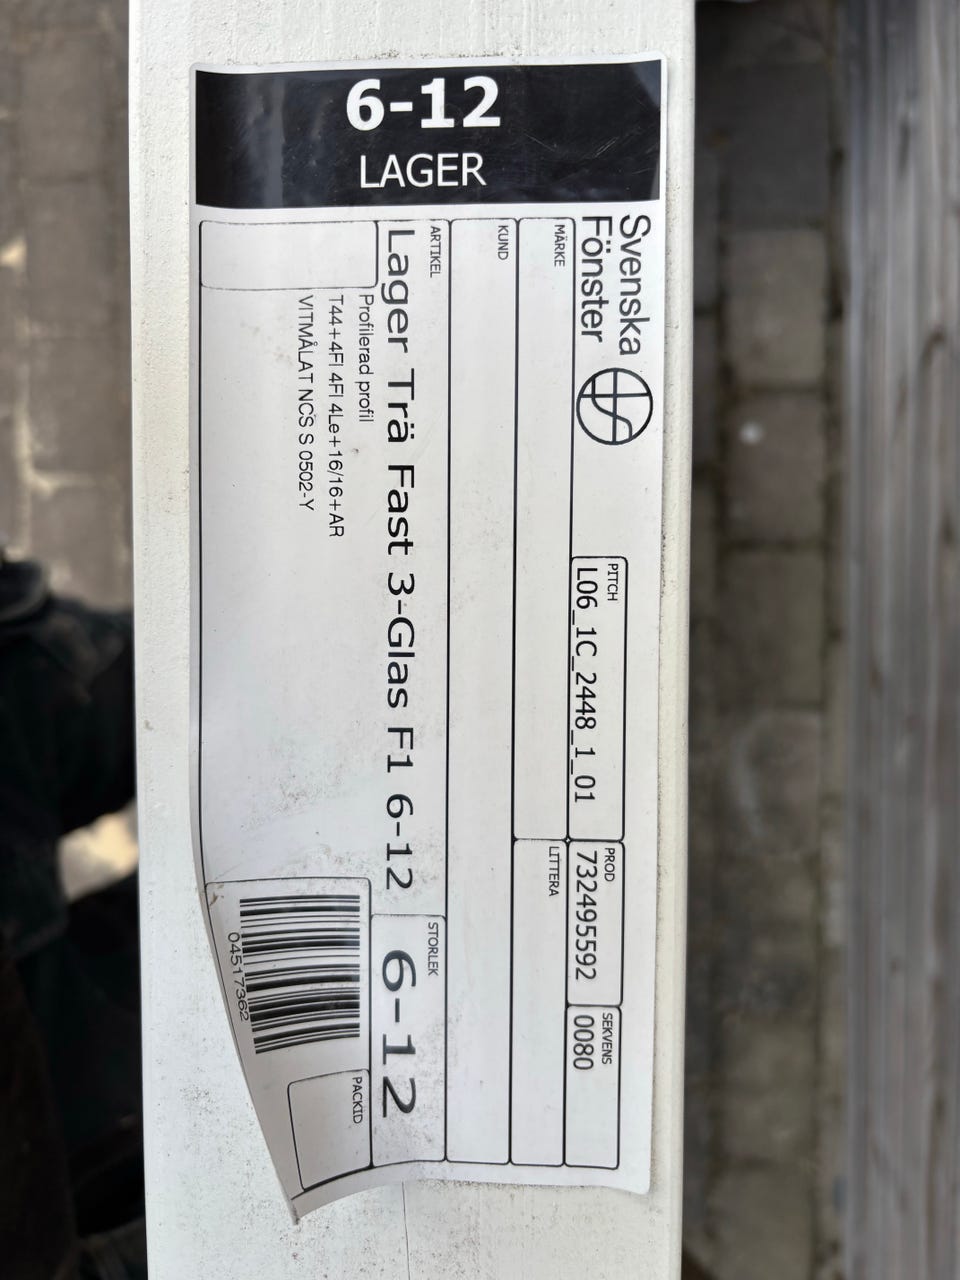 6-12
LAGER
Svenska
Fönster
PITCH
L06_1C_2448_1_01
PROD
732495592
SEKVENS
0080
MÄRKE
LITTERA
KUND
ARTIKEL
Lager Trä Fast 3-Glas F1 6-12
STORLEK
6-12
Profilerad profil
T44+4Fl 4Fl 4Le+16/16+AR
VITMÅLAT NCS S 0502-Y
04517362
PACKID